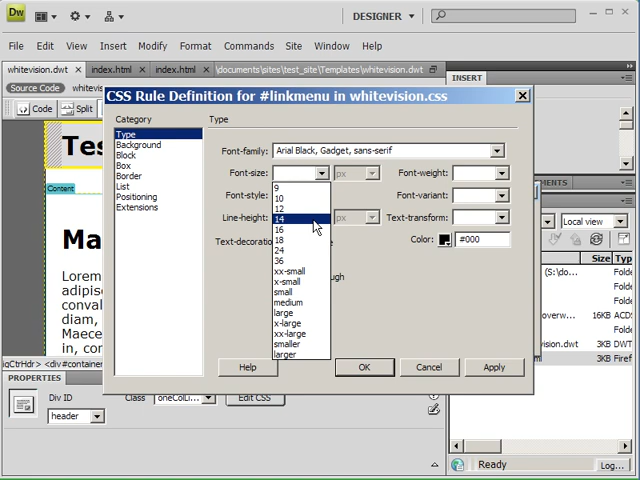 Dw
DESIGNER
File Edit View Insert Modify Format Commands Site Window Help
whitevision.dwt index.html index.html \documents\sites\test_site\Templates\whitevision.dwt
INSERT
Source Code
Code Split
CSS Rule Definition for #linkmenu in whitevision.css
Category
Type
Type
Background
Block
Box
Border
List
Positioning
Extensions
Font-family: Arial Black, Gadget, sans-serif
Font-size: px Font-weight:
Font-style: Font-variant:
Line-height: px Text-transform:
Color: #000
9
10
12
14
16
18
24
36
xx-small
x-small
small
medium
large
x-large
xx-large
smaller
larger
Help OK Cancel Apply
Content
Lorem
Local view
Size Type
16KB ACDS
3KB DWT
3KB Firef
<div#container
PROPERTIES
Div ID Class oneColLi... Edit CSS
header
Ready Log...